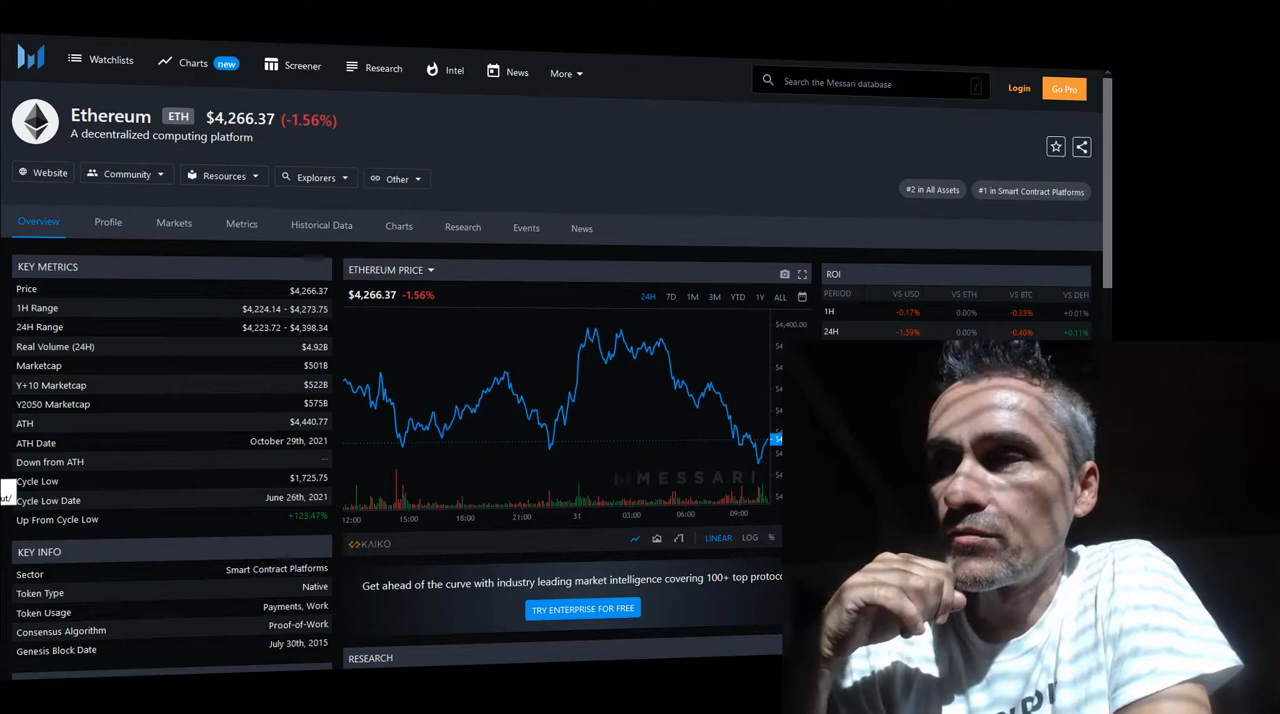 Watchlists
Charts new
Screener
Research
Intel
News
More
Search the Messari database /
Login
Go Pro
Ethereum ETH $4,266.37 (-1.56%)
A decentralized computing platform
Website
Community
Resources
Explorers
Other
#2 in All Assets
#1 in Smart Contract Platforms
Overview
Profile
Markets
Metrics
Historical Data
Charts
Research
Events
News
KEY METRICS
Price $4,266.37
1H Range $4,224.14 - $4,273.75
24H Range $4,223.72 - $4,398.34
Real Volume (24H) $4.92B
Marketcap $501B
Y+10 Marketcap $522B
Y2050 Marketcap $575B
ATH $4,440.77
ATH Date October 29th, 2021
Down from ATH --
Cycle Low $1,725.75
Cycle Low Date June 26th, 2021
Up From Cycle Low +123.47%
ut/
KEY INFO
Sector Smart Contract Platforms
Token Type Native
Token Usage Payments, Work
Consensus Algorithm Proof-of-Work
Genesis Block Date July 30th, 2015
ETHEREUM PRICE
$4,266.37 -1.56%
24H 7D 1M 3M YTD 1Y ALL
$4,400.00
MESSARI
12:00 15:00 18:00 21:00 31 03:00 06:00 09:00
KAIKO
LINEAR LOG %
Get ahead of the curve with industry leading market intelligence covering 100+ top protoco
TRY ENTERPRISE FOR FREE
RESEARCH
ROI
PERIOD VS USD VS ETH VS BTC VS DEFI
1H -0.17% 0.00% -0.33% +0.01%
24H -1.59% 0.00% -0.40% +0.11%